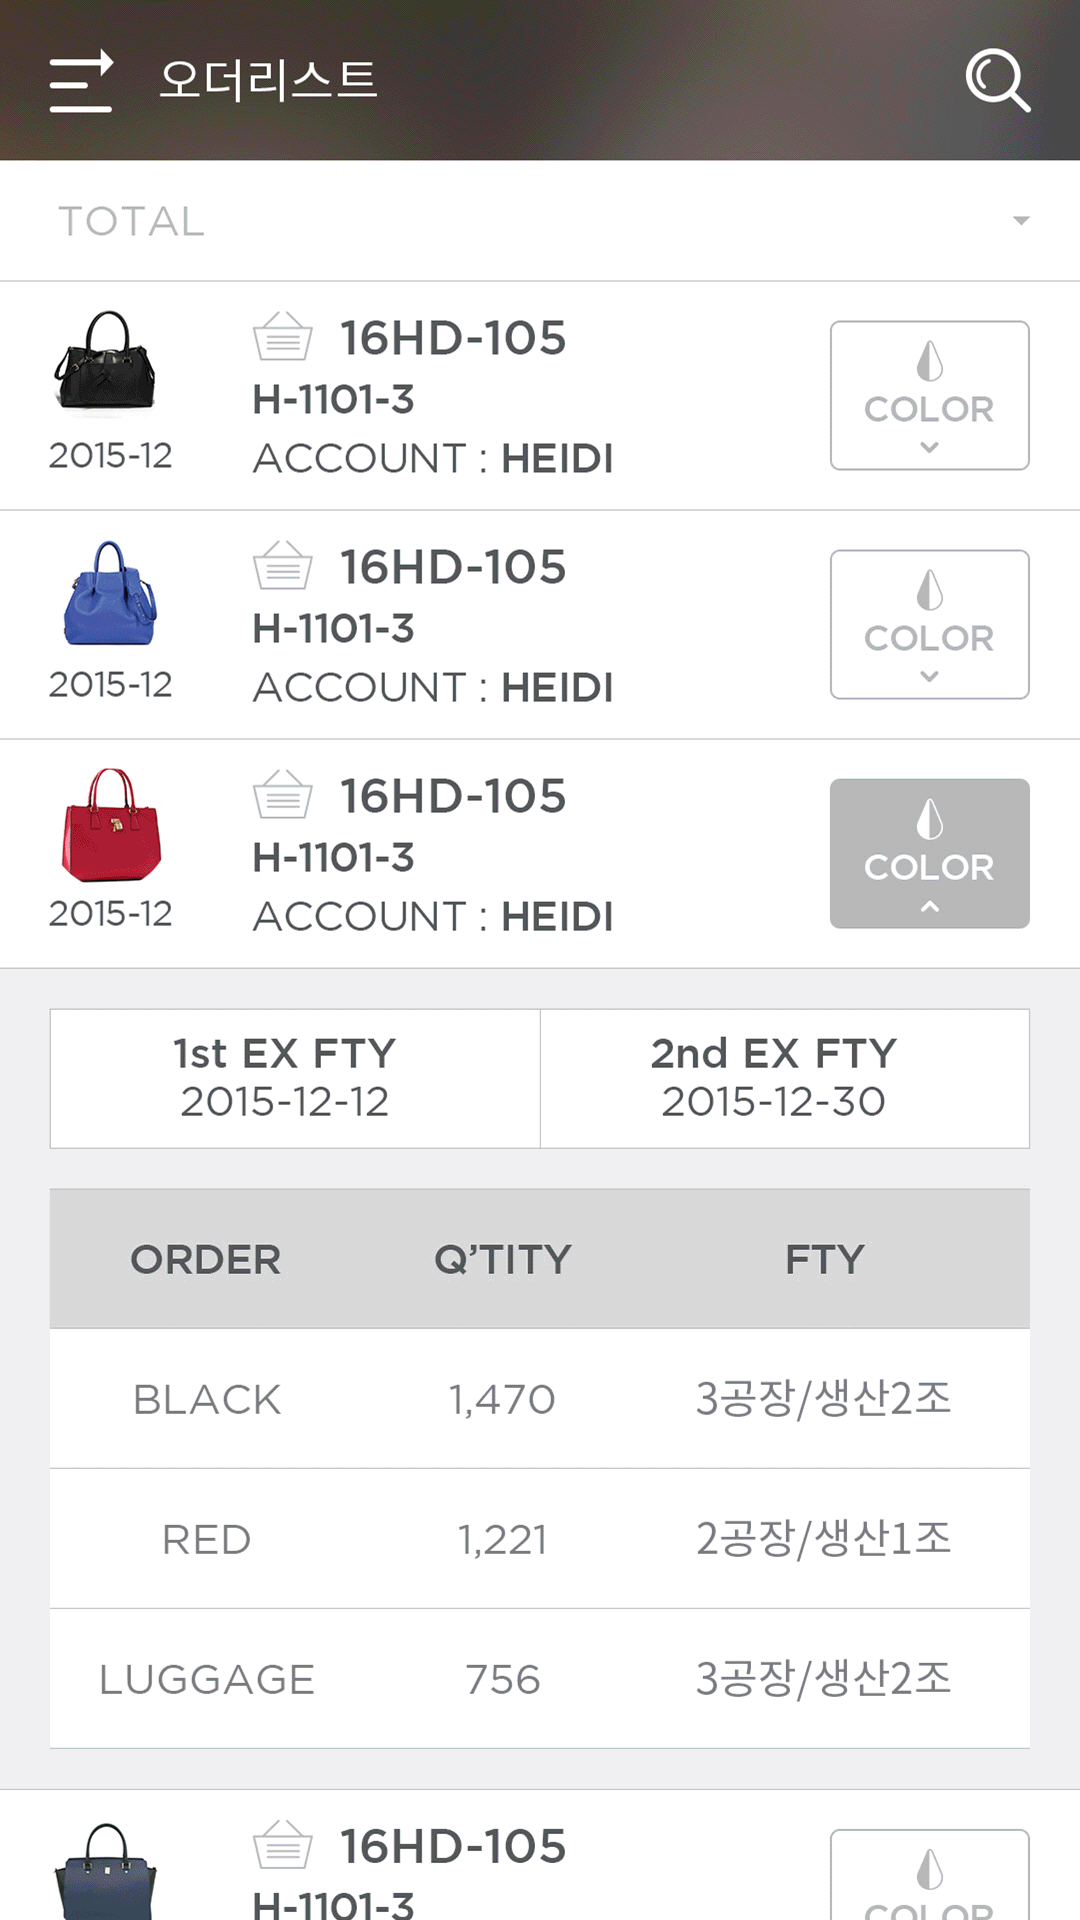 오더리스트
TOTAL
16HD-105
H-1101-3
2015-12
ACCOUNT : HEIDI
COLOR
16HD-105
H-1101-3
2015-12
ACCOUNT : HEIDI
COLOR
16HD-105
H-1101-3
2015-12
ACCOUNT : HEIDI
COLOR
1st EX FTY 2nd EX FTY
2015-12-12 2015-12-30
ORDER Q’TITY FTY
BLACK 1,470 3공장/생산2조
RED 1,221 2공장/생산1조
LUGGAGE 756 3공장/생산2조
16HD-105
H-1101-3
COLOR